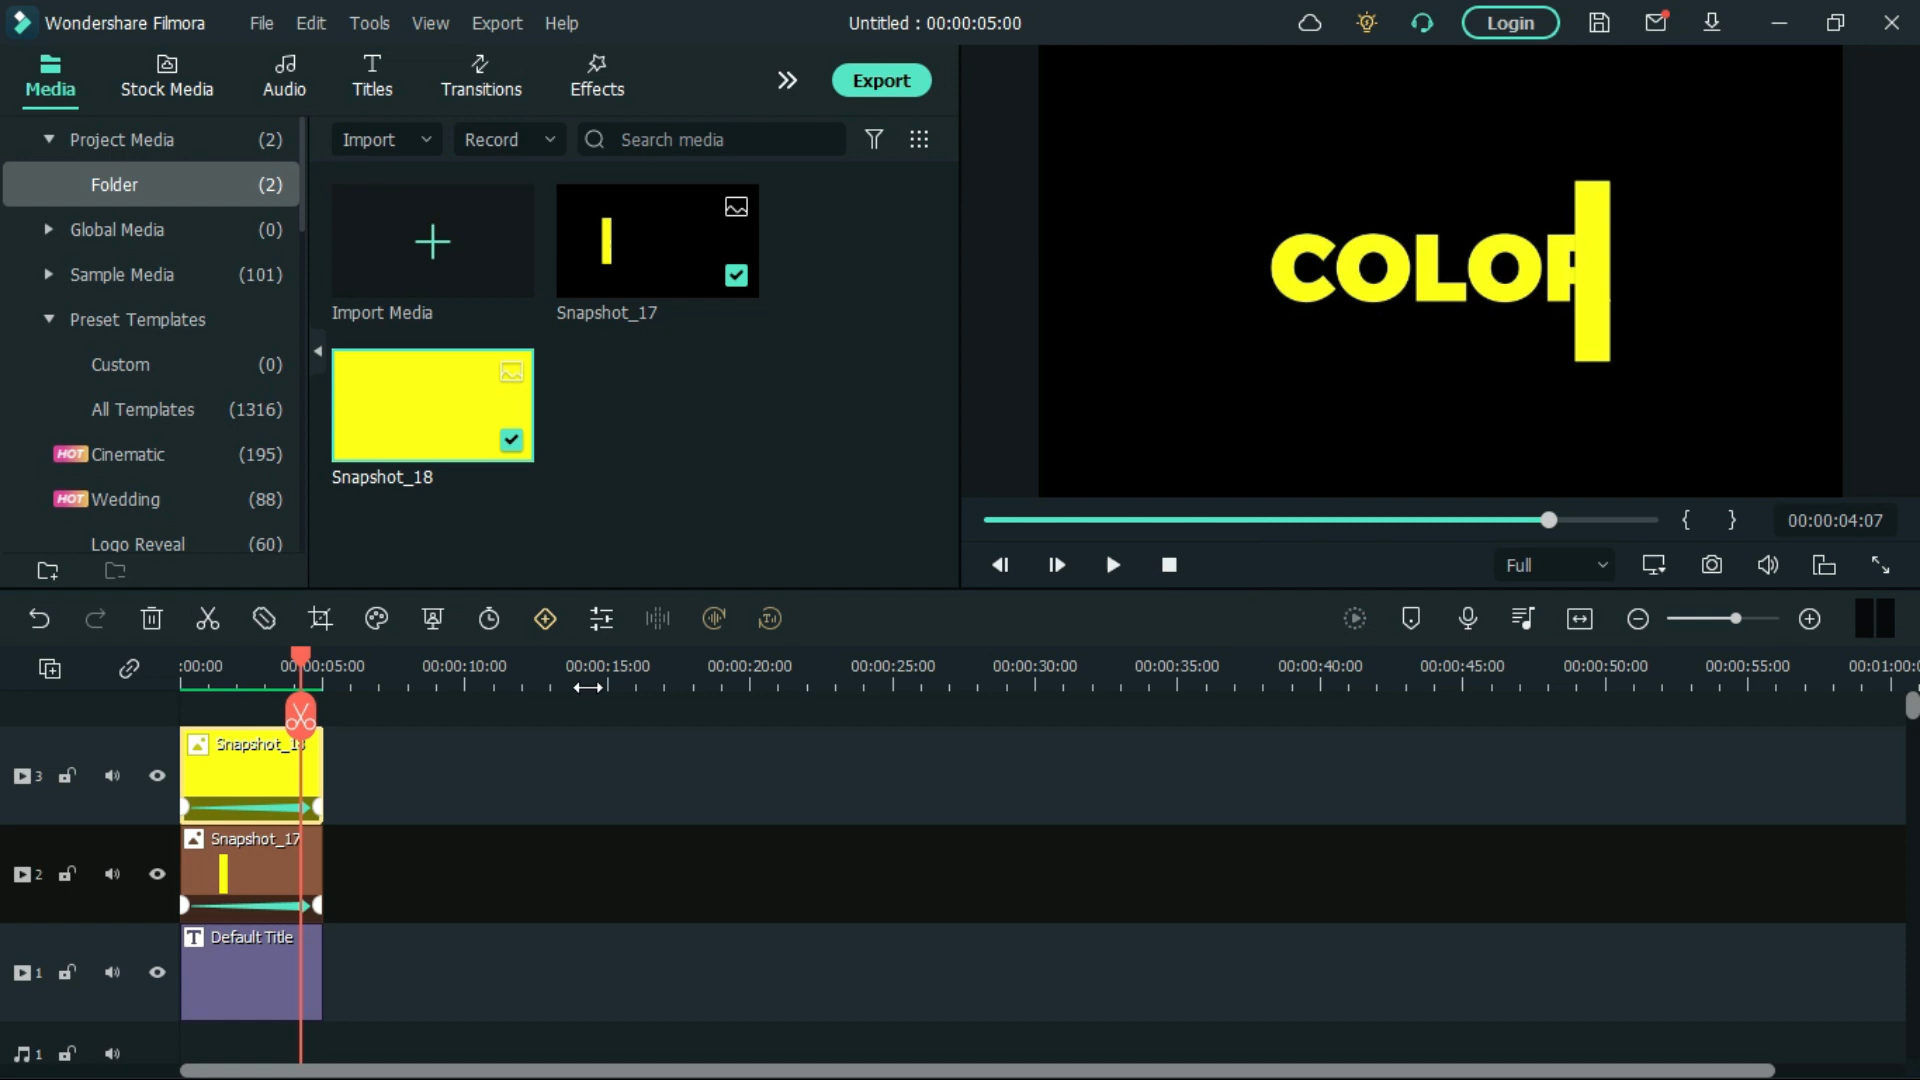 Wondershare Filmora File Edit Tools View Export Help Untitled : 00:00:05:00 Login
Media Stock Media Audio Titles Transitions Effects Export
Project Media (2)
Folder (2)
Global Media (0)
Sample Media (101)
Preset Templates
Custom (0)
All Templates (1316)
HOT Cinematic (195)
HOT Wedding (88)
Logo Reveal (60)
Import Record Search media
Import Media Snapshot_17
Snapshot_18
COLOR
00:00:04:07
Full
:00:00 00:00:05:00 00:00:10:00 00:00:15:00 00:00:20:00 00:00:25:00 00:00:30:00 00:00:35:00 00:00:40:00 00:00:45:00 00:00:50:00 00:00:55:00 00:01:00:0
3 Snapshot_18
2 Snapshot_17
1 T Default Title
1